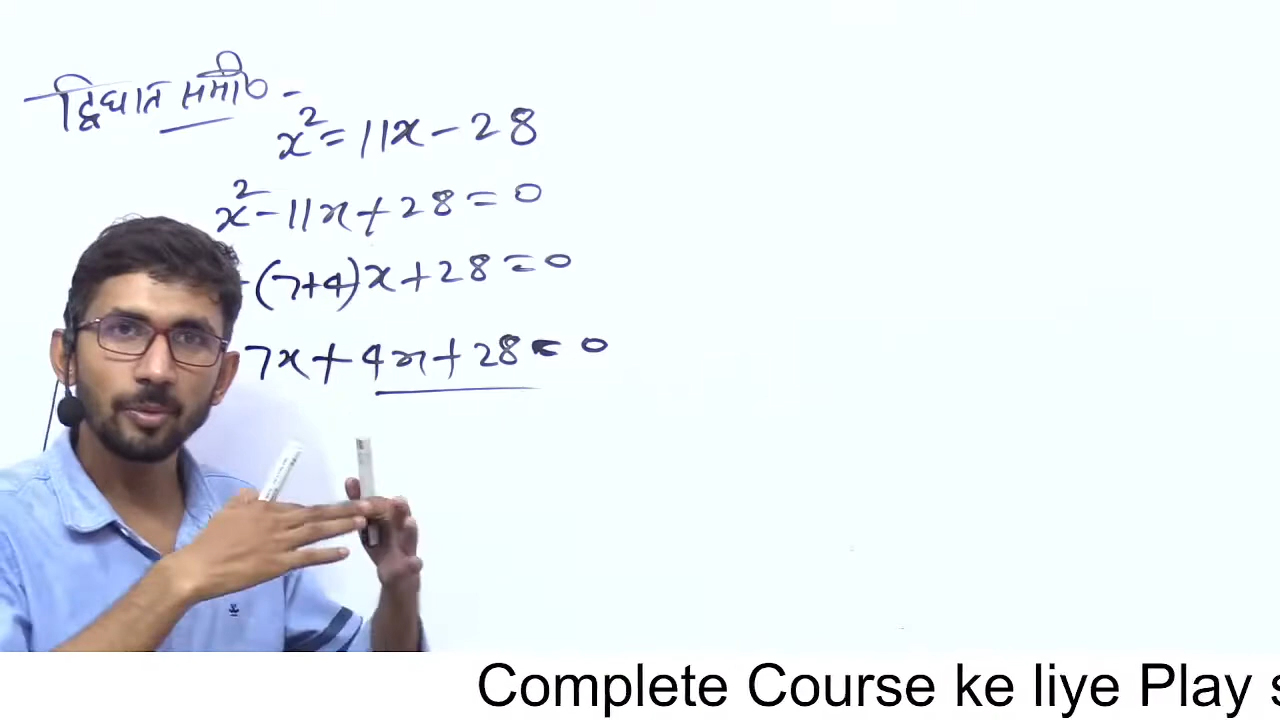 द्विघात समी० -
x² = 11x - 28
x² - 11x + 28 = 0
-(7+4)x + 28 = 0
7x + 4x + 28 = 0
Complete Course ke liye Play s